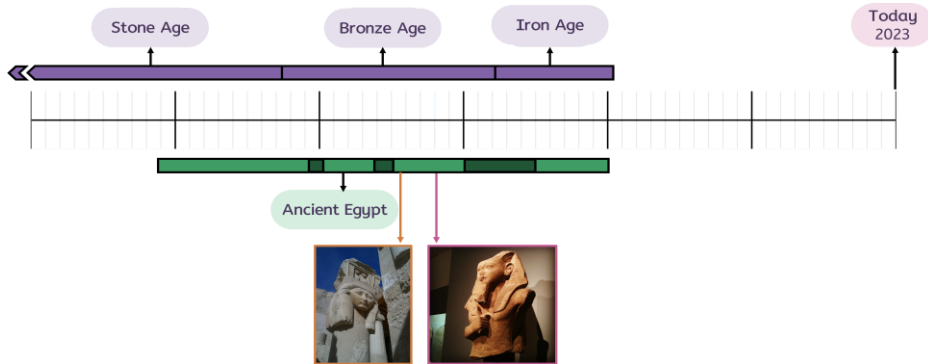 Stone Age
Bronze Age
Iron Age
Today
2023
Ancient Egypt